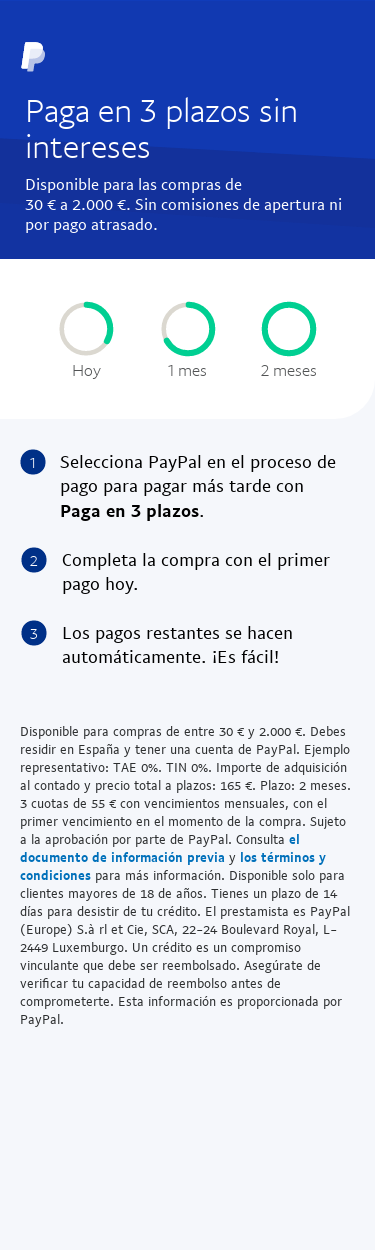 Paga en 3 plazos sin
intereses
Disponible para las compras de
30 € a 2.000 €. Sin comisiones de apertura ni
por pago atrasado.
Hoy
1 mes
2 meses
1 Selecciona PayPal en el proceso de
pago para pagar más tarde con
Paga en 3 plazos.
2 Completa la compra con el primer
pago hoy.
3 Los pagos restantes se hacen
automáticamente. ¡Es fácil!
Disponible para compras de entre 30 € y 2.000 €. Debes
residir en España y tener una cuenta de PayPal. Ejemplo
representativo: TAE 0%. TIN 0%. Importe de adquisición
al contado y precio total a plazos: 165 €. Plazo: 2 meses.
3 cuotas de 55 € con vencimientos mensuales, con el
primer vencimiento en el momento de la compra. Sujeto
a la aprobación por parte de PayPal. Consulta el
documento de información previa y los términos y
condiciones para más información. Disponible solo para
clientes mayores de 18 de años. Tienes un plazo de 14
días para desistir de tu crédito. El prestamista es PayPal
(Europe) S.à rl et Cie, SCA, 22-24 Boulevard Royal, L-
2449 Luxemburgo. Un crédito es un compromiso
vinculante que debe ser reembolsado. Asegúrate de
verificar tu capacidad de reembolso antes de
comprometerte. Esta información es proporcionada por
PayPal.